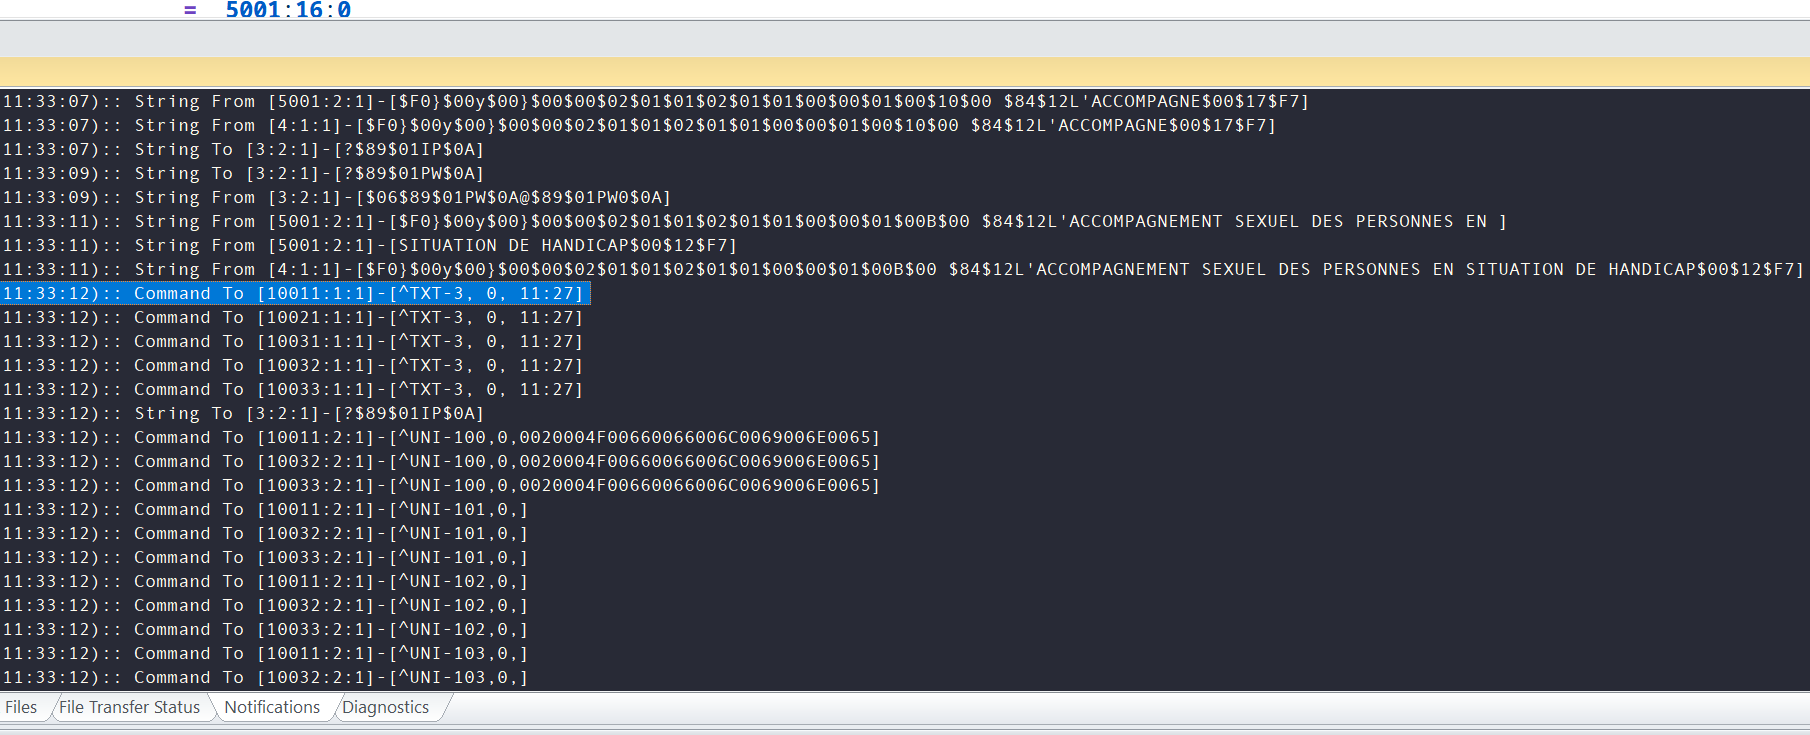 = 5001:16:0
11:33:07):: String From [5001:2:1]-[$F0}$00y$00}$00$00$02$01$01$02$01$01$00$00$01$00$10$00 $84$12L'ACCOMPAGNE$00$17$F7]
11:33:07):: String From [4:1:1]-[$F0}$00y$00}$00$00$02$01$01$02$01$01$00$00$01$00$10$00 $84$12L'ACCOMPAGNE$00$17$F7]
11:33:07):: String To [3:2:1]-[?$89$01IP$0A]
11:33:09):: String To [3:2:1]-[?$89$01PW$0A]
11:33:09):: String From [3:2:1]-[$06$89$01PW$0A@$89$01PW0$0A]
11:33:11):: String From [5001:2:1]-[$F0}$00y$00}$00$00$02$01$01$02$01$01$00$00$01$00B$00 $84$12L'ACCOMPAGNEMENT SEXUEL DES PERSONNES EN ]
11:33:11):: String From [5001:2:1]-[SITUATION DE HANDICAP$00$12$F7]
11:33:11):: String From [4:1:1]-[$F0}$00y$00}$00$00$02$01$01$02$01$01$00$00$01$00B$00 $84$12L'ACCOMPAGNEMENT SEXUEL DES PERSONNES EN SITUATION DE HANDICAP$00$12$F7]
11:33:12):: Command To [10011:1:1]-[^TXT-3, 0, 11:27]
11:33:12):: Command To [10021:1:1]-[^TXT-3, 0, 11:27]
11:33:12):: Command To [10031:1:1]-[^TXT-3, 0, 11:27]
11:33:12):: Command To [10032:1:1]-[^TXT-3, 0, 11:27]
11:33:12):: Command To [10033:1:1]-[^TXT-3, 0, 11:27]
11:33:12):: String To [3:2:1]-[?$89$01IP$0A]
11:33:12):: Command To [10011:2:1]-[^UNI-100,0,0020004F00660066006C0069006E0065]
11:33:12):: Command To [10032:2:1]-[^UNI-100,0,0020004F00660066006C0069006E0065]
11:33:12):: Command To [10033:2:1]-[^UNI-100,0,0020004F00660066006C0069006E0065]
11:33:12):: Command To [10011:2:1]-[^UNI-101,0,]
11:33:12):: Command To [10032:2:1]-[^UNI-101,0,]
11:33:12):: Command To [10033:2:1]-[^UNI-101,0,]
11:33:12):: Command To [10011:2:1]-[^UNI-102,0,]
11:33:12):: Command To [10032:2:1]-[^UNI-102,0,]
11:33:12):: Command To [10033:2:1]-[^UNI-102,0,]
11:33:12):: Command To [10011:2:1]-[^UNI-103,0,]
11:33:12):: Command To [10032:2:1]-[^UNI-103,0,]
Files File Transfer Status Notifications Diagnostics